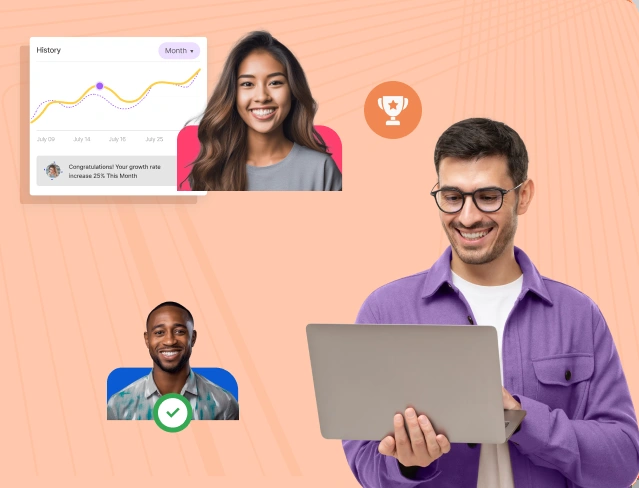 History
Month
July 09
July 14
July 16
July 25
Congratulations! Your growth rate
increase 25% This Month